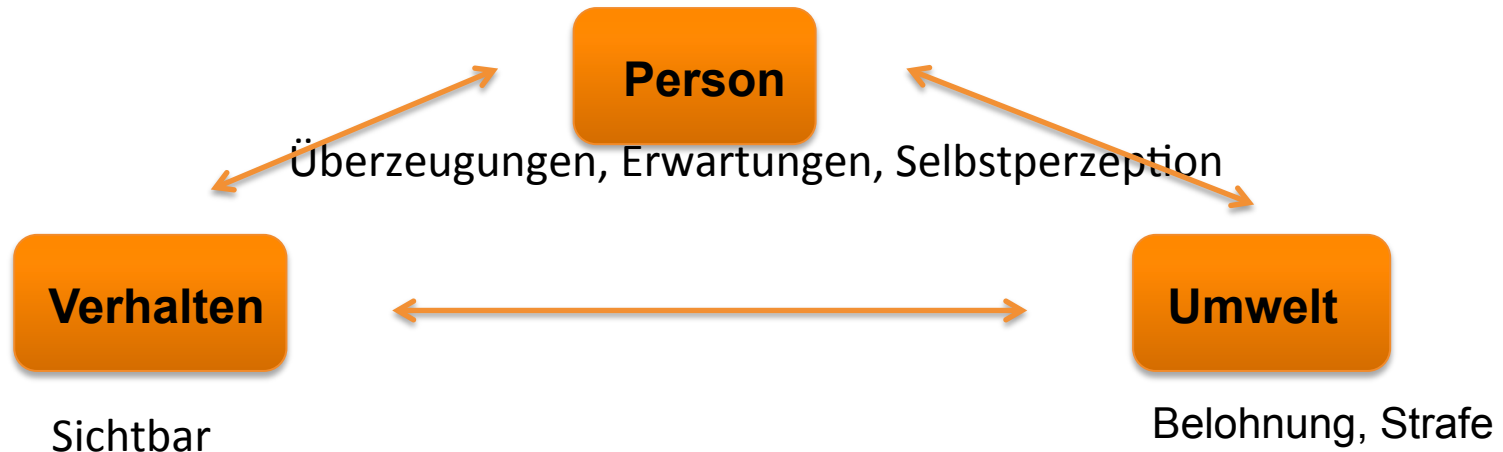 Person
Überzeugungen, Erwartungen, Selbstperzeption
Verhalten
Umwelt
Sichtbar
Belohnung, Strafe